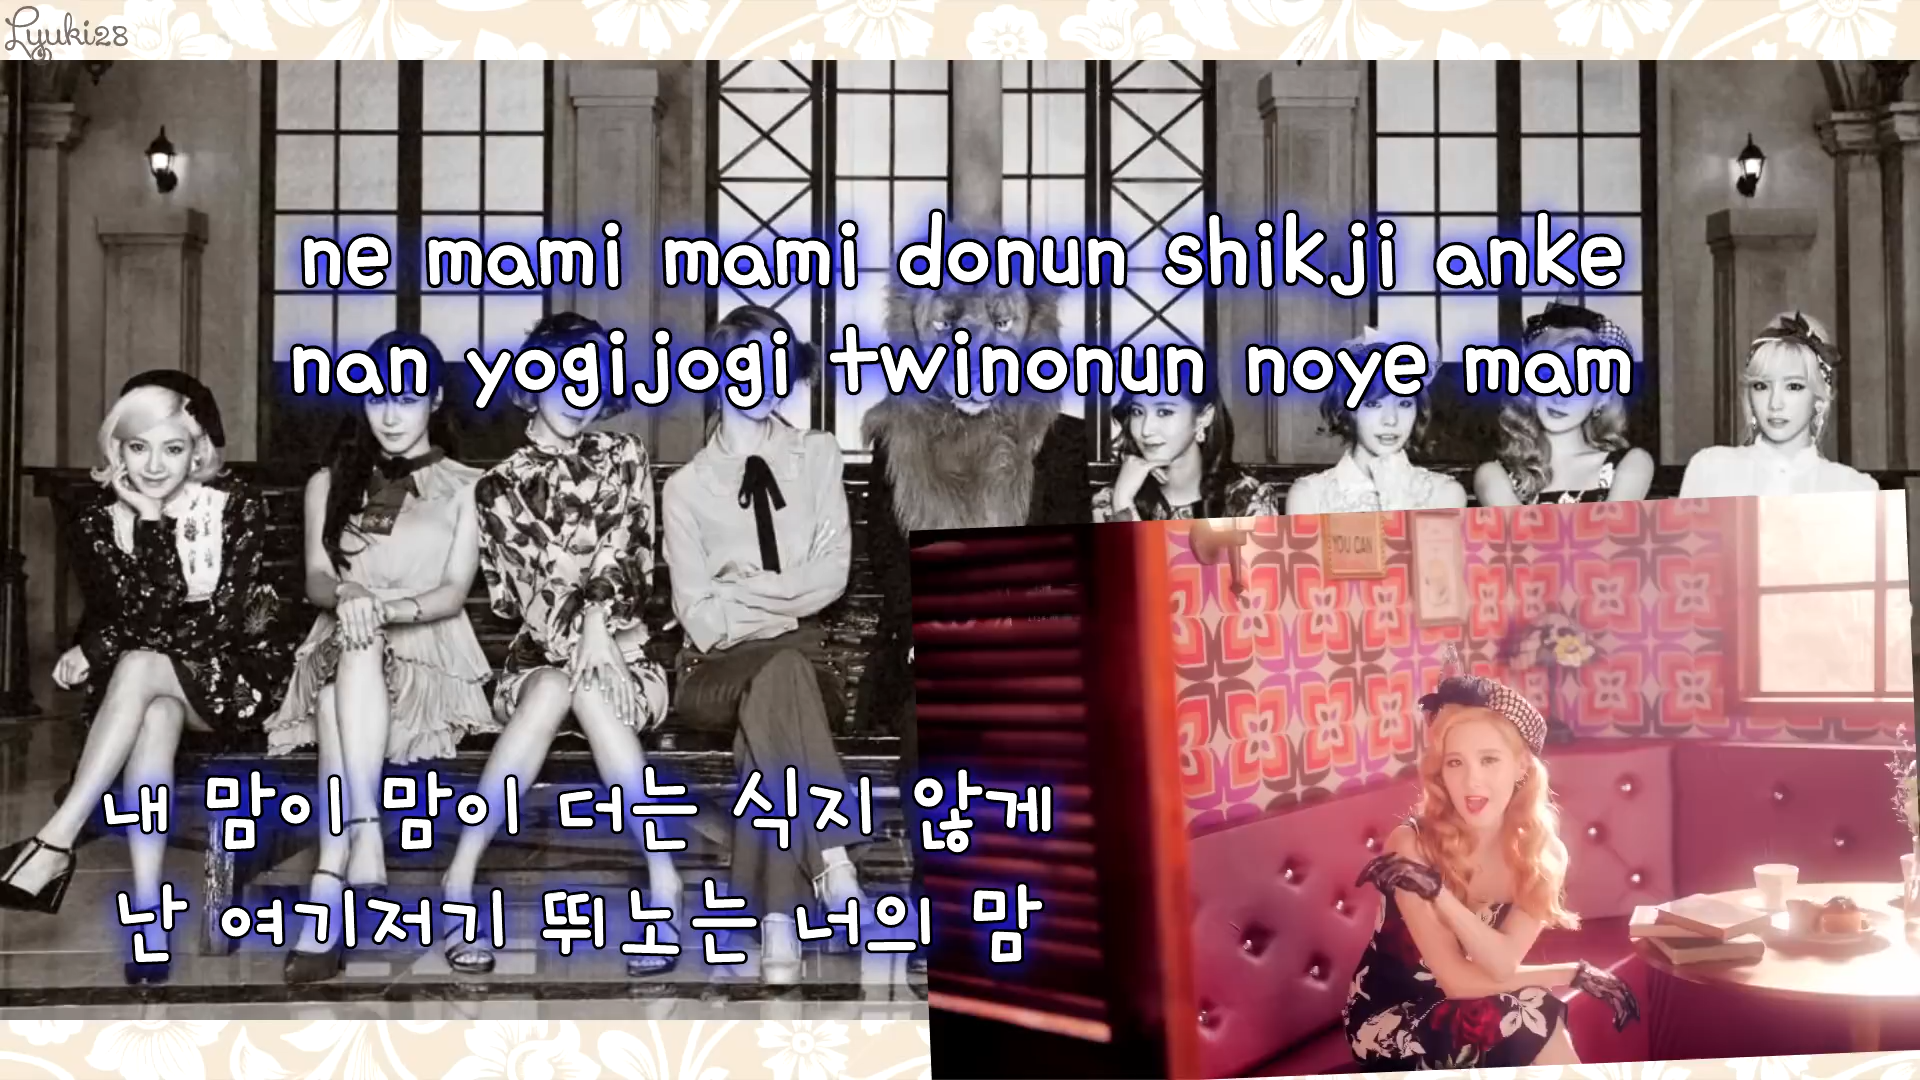 Lyuki28
ne mami mami donun shikji anke
nan yogijogi twinonun noye mam
YOU CAN
내 맘이 맘이 더는 식지 않게
난 여기저기 뛰노는 너의 맘